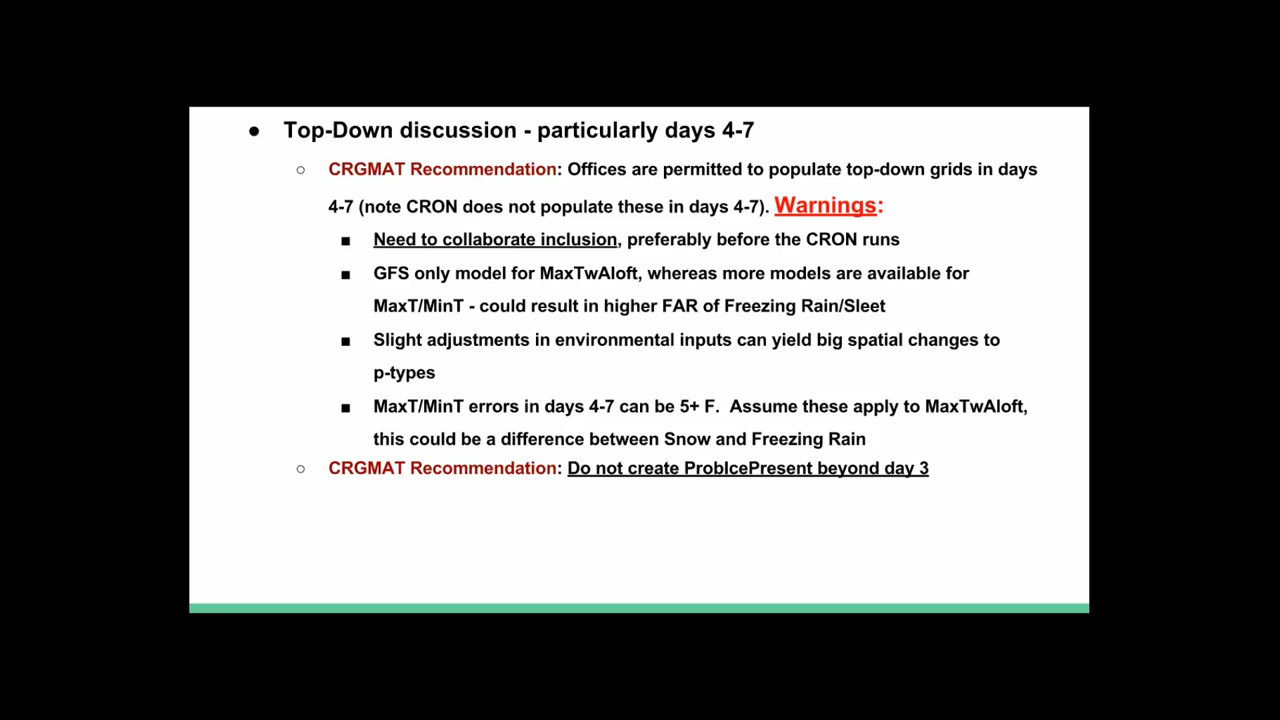 ● Top-Down discussion - particularly days 4-7
○ CRGMAT Recommendation: Offices are permitted to populate top-down grids in days
4-7 (note CRON does not populate these in days 4-7). Warnings:
■ Need to collaborate inclusion, preferably before the CRON runs
■ GFS only model for MaxTwAloft, whereas more models are available for
MaxT/MinT - could result in higher FAR of Freezing Rain/Sleet
■ Slight adjustments in environmental inputs can yield big spatial changes to
p-types
■ MaxT/MinT errors in days 4-7 can be 5+ F.  Assume these apply to MaxTwAloft,
this could be a difference between Snow and Freezing Rain
○ CRGMAT Recommendation: Do not create ProbIcePresent beyond day 3